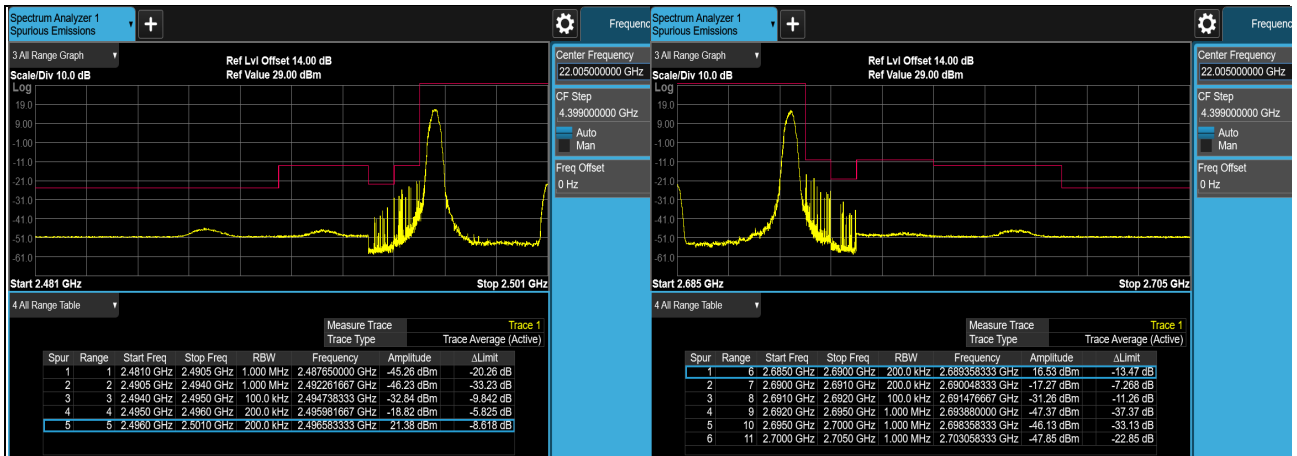 Spectrum Analyzer 1
Spurious Emissions
+
Frequenc
3 All Range Graph
Ref Lvl Offset 14.00 dB
Scale/Div 10.0 dB
Ref Value 29.00 dBm
Log
19.0
9.00
-1.00
-11.0
-21.0
-31.0
-41.0
-51.0
-61.0
Start 2.481 GHz
Stop 2.501 GHz
Center Frequency
22.005000000 GHz
CF Step
4.399000000 GHz
Auto
Man
Freq Offset
0 Hz
4 All Range Table
Measure Trace Trace 1
Trace Type Trace Average (Active)
Spur Range Start Freq Stop Freq RBW Frequency Amplitude ΔLimit
1 1 2.4810 GHz 2.4905 GHz 1.000 MHz 2.487650000 GHz -45.26 dBm -20.26 dB
2 2 2.4905 GHz 2.4940 GHz 1.000 MHz 2.492261667 GHz -46.23 dBm -33.23 dB
3 3 2.4940 GHz 2.4950 GHz 100.0 kHz 2.494738333 GHz -32.84 dBm -9.842 dB
4 4 2.4950 GHz 2.4960 GHz 200.0 kHz 2.495981667 GHz -18.82 dBm -5.825 dB
5 5 2.4960 GHz 2.5010 GHz 200.0 kHz 2.496583333 GHz 21.38 dBm -8.618 dB
Spectrum Analyzer 1
Spurious Emissions
+
Frequenc
3 All Range Graph
Ref Lvl Offset 14.00 dB
Scale/Div 10.0 dB
Ref Value 29.00 dBm
Log
19.0
9.00
-1.00
-11.0
-21.0
-31.0
-41.0
-51.0
-61.0
Start 2.685 GHz
Stop 2.705 GHz
Center Frequency
22.005000000 GHz
CF Step
4.399000000 GHz
Auto
Man
Freq Offset
0 Hz
4 All Range Table
Measure Trace Trace 1
Trace Type Trace Average (Active)
Spur Range Start Freq Stop Freq RBW Frequency Amplitude ΔLimit
1 6 2.6850 GHz 2.6900 GHz 200.0 kHz 2.689358333 GHz 16.53 dBm -13.47 dB
2 7 2.6900 GHz 2.6910 GHz 200.0 kHz 2.690048333 GHz -17.27 dBm -7.268 dB
3 8 2.6910 GHz 2.6920 GHz 100.0 kHz 2.691476667 GHz -31.26 dBm -11.26 dB
4 9 2.6920 GHz 2.6950 GHz 1.000 MHz 2.693880000 GHz -47.37 dBm -37.37 dB
5 10 2.6950 GHz 2.7000 GHz 1.000 MHz 2.698358333 GHz -46.13 dBm -33.13 dB
6 11 2.7000 GHz 2.7050 GHz 1.000 MHz 2.703058333 GHz -47.85 dBm -22.85 dB